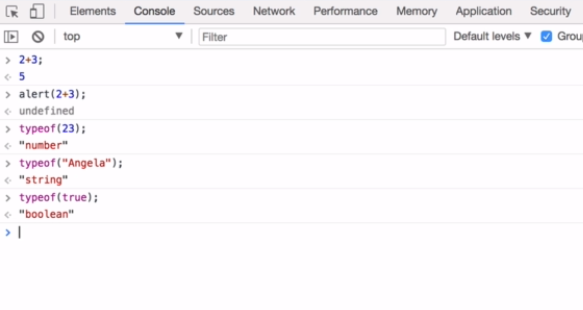 Elements Console Sources Network Performance Memory Application Security
top Filter Default levels Grou
> 2+3;
5
> alert(2+3);
undefined
> typeof(23);
"number"
> typeof("Angela");
"string"
> typeof(true);
"boolean"
>